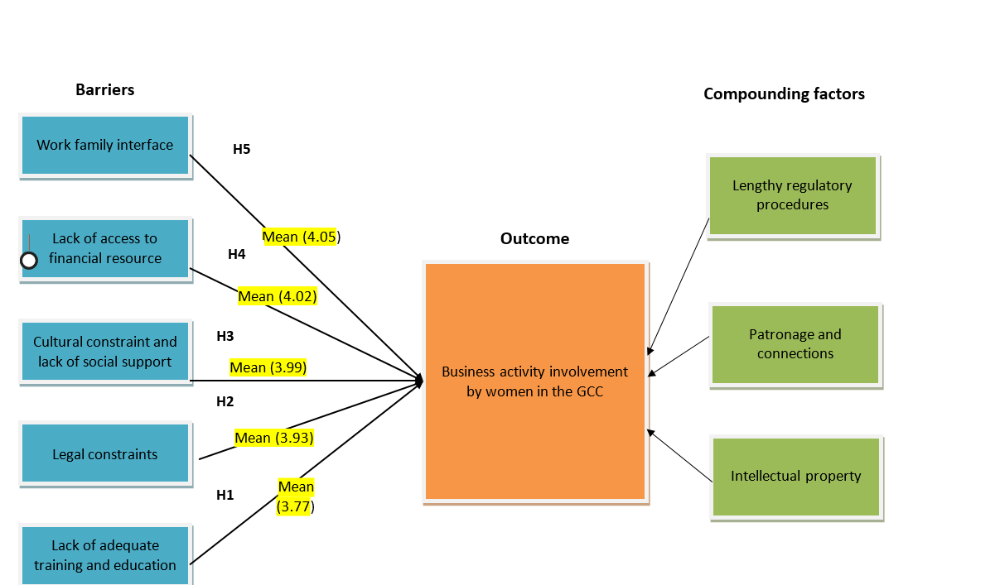 Barriers
Work family interface
H5
Mean (4.05)
Lack of access to
financial resource
H4
Mean (4.02)
Cultural constraint and
lack of social support
H3
Mean (3.99)
H2
Legal constraints
Mean (3.93)
H1
Mean
(3.77)
Lack of adequate
training and education
Outcome
Business activity involvement
by women in the GCC
Compounding factors
Lengthy regulatory
procedures
Patronage and
connections
Intellectual property